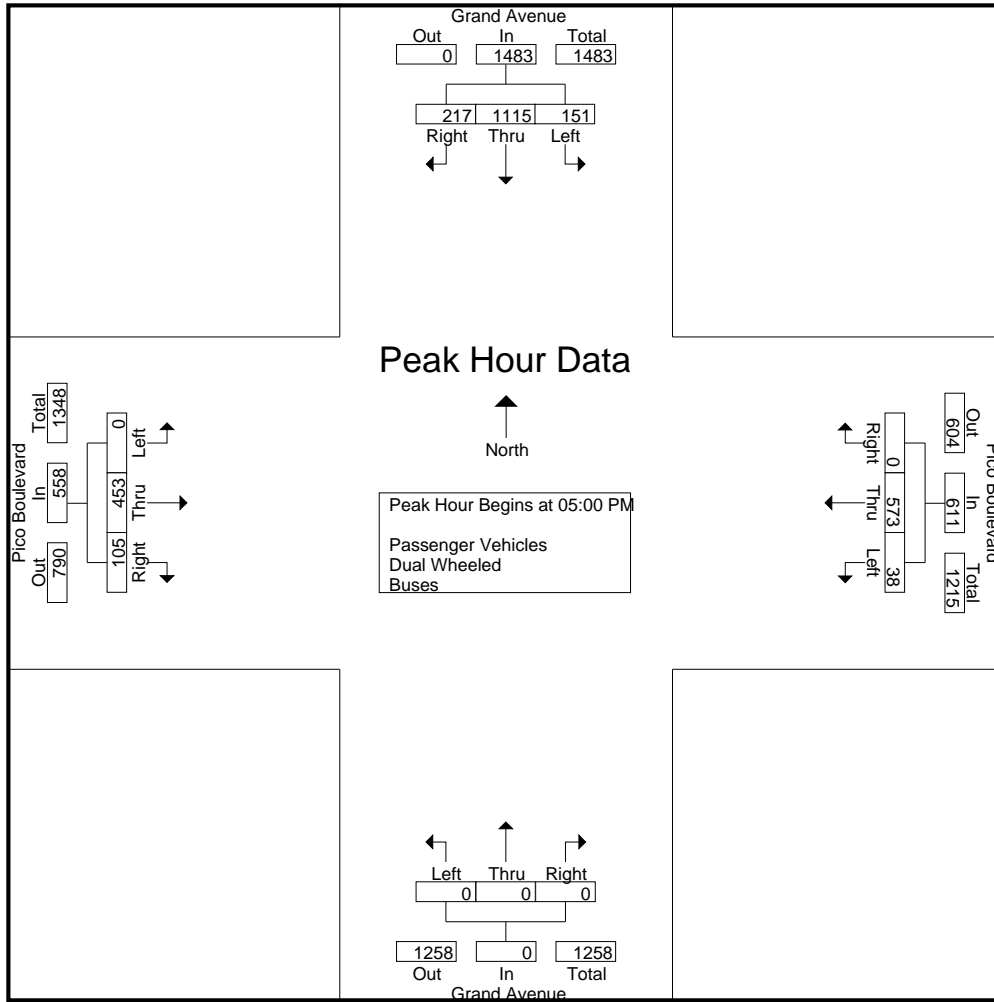 Grand Avenue
Out In Total
0 1483 1483
217 1115 151
Right Thru Left
Peak Hour Data
North
Peak Hour Begins at 05:00 PM
Passenger Vehicles
Dual Wheeled
Buses
Pico Boulevard
Total In Out
1348 558 790
0 453 105
Left Thru Right
Right Thru Left
0 573 38
Out In Total
604 611 1215
Pico Boulevard
Left Thru Right
0 0 0
1258 0 1258
Out In Total
Grand Avenue